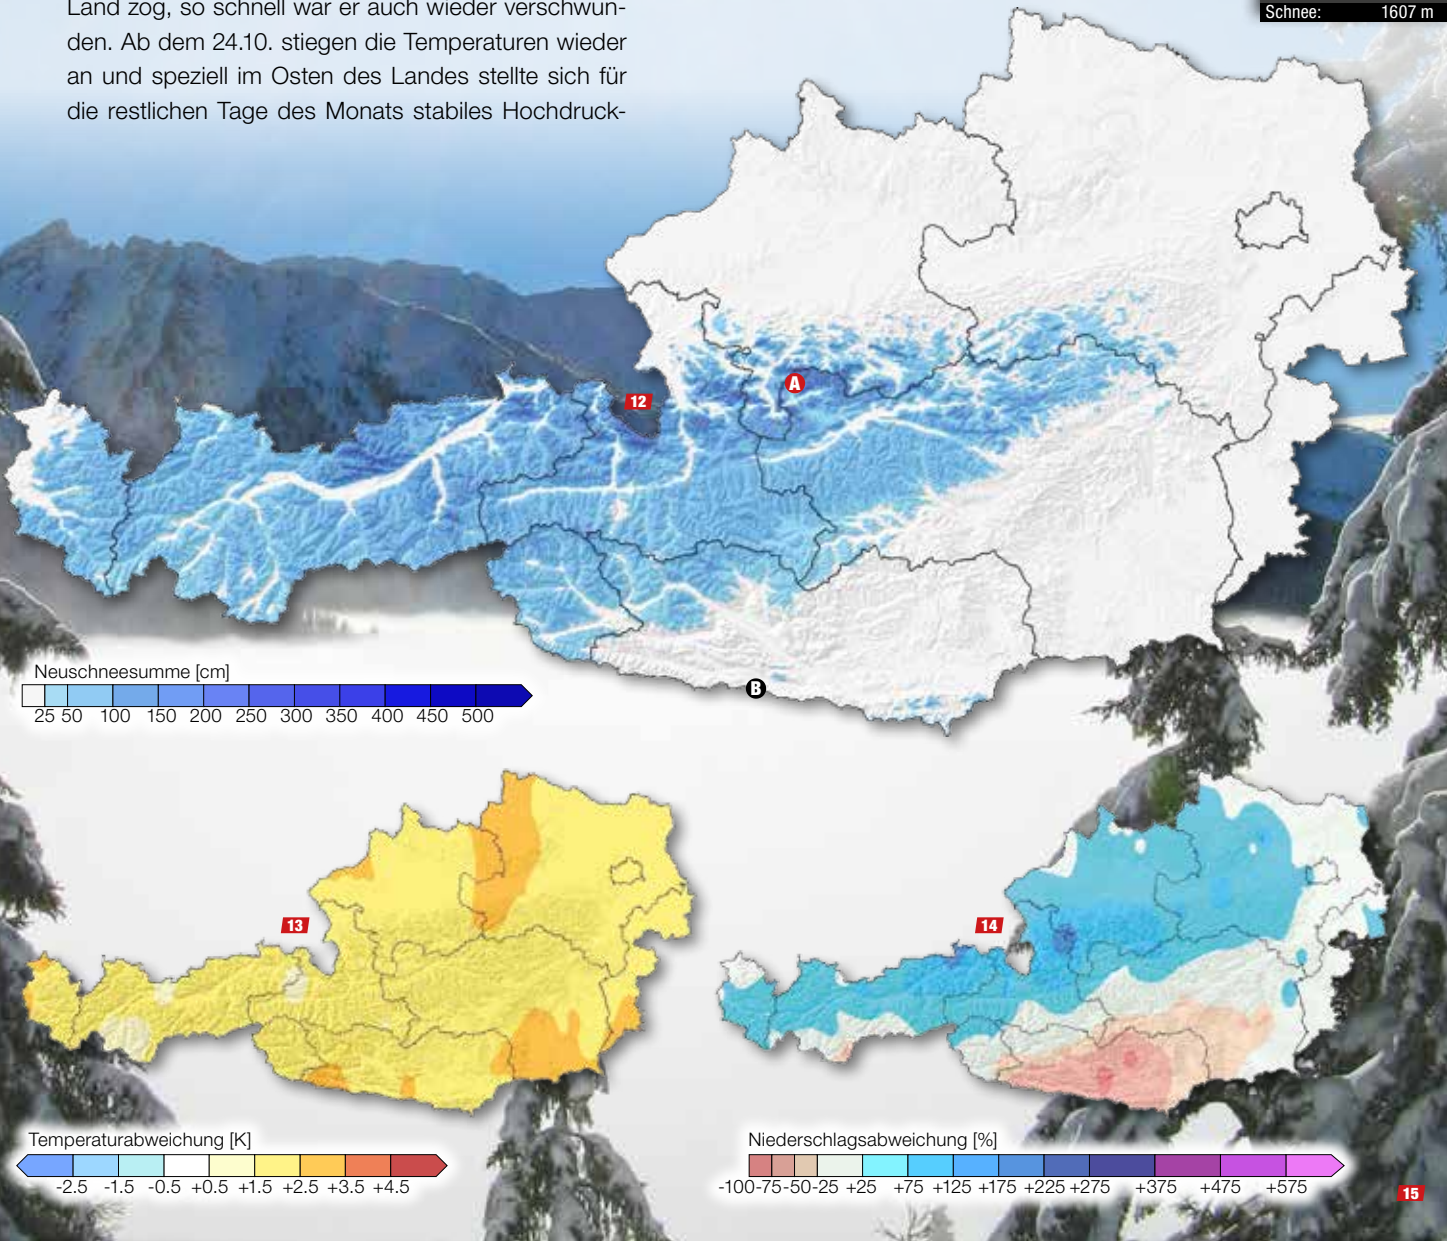 Land zog, so schnell war er auch wieder verschwun-
den. Ab dem 24.10. stiegen die Temperaturen wieder
an und speziell im Osten des Landes stellte sich für
die restlichen Tage des Monats stabiles Hochdruck-
Schnee: 1607 m
12
A
B
Neuschneesumme [cm]
25 50 100 150 200 250 300 350 400 450 500
13
Temperaturabweichung [K]
-2.5 -1.5 -0.5 +0.5 +1.5 +2.5 +3.5 +4.5
14
Niederschlagsabweichung [%]
-100-75-50-25 +25 +75 +125 +175 +225 +275 +375 +475 +575
15